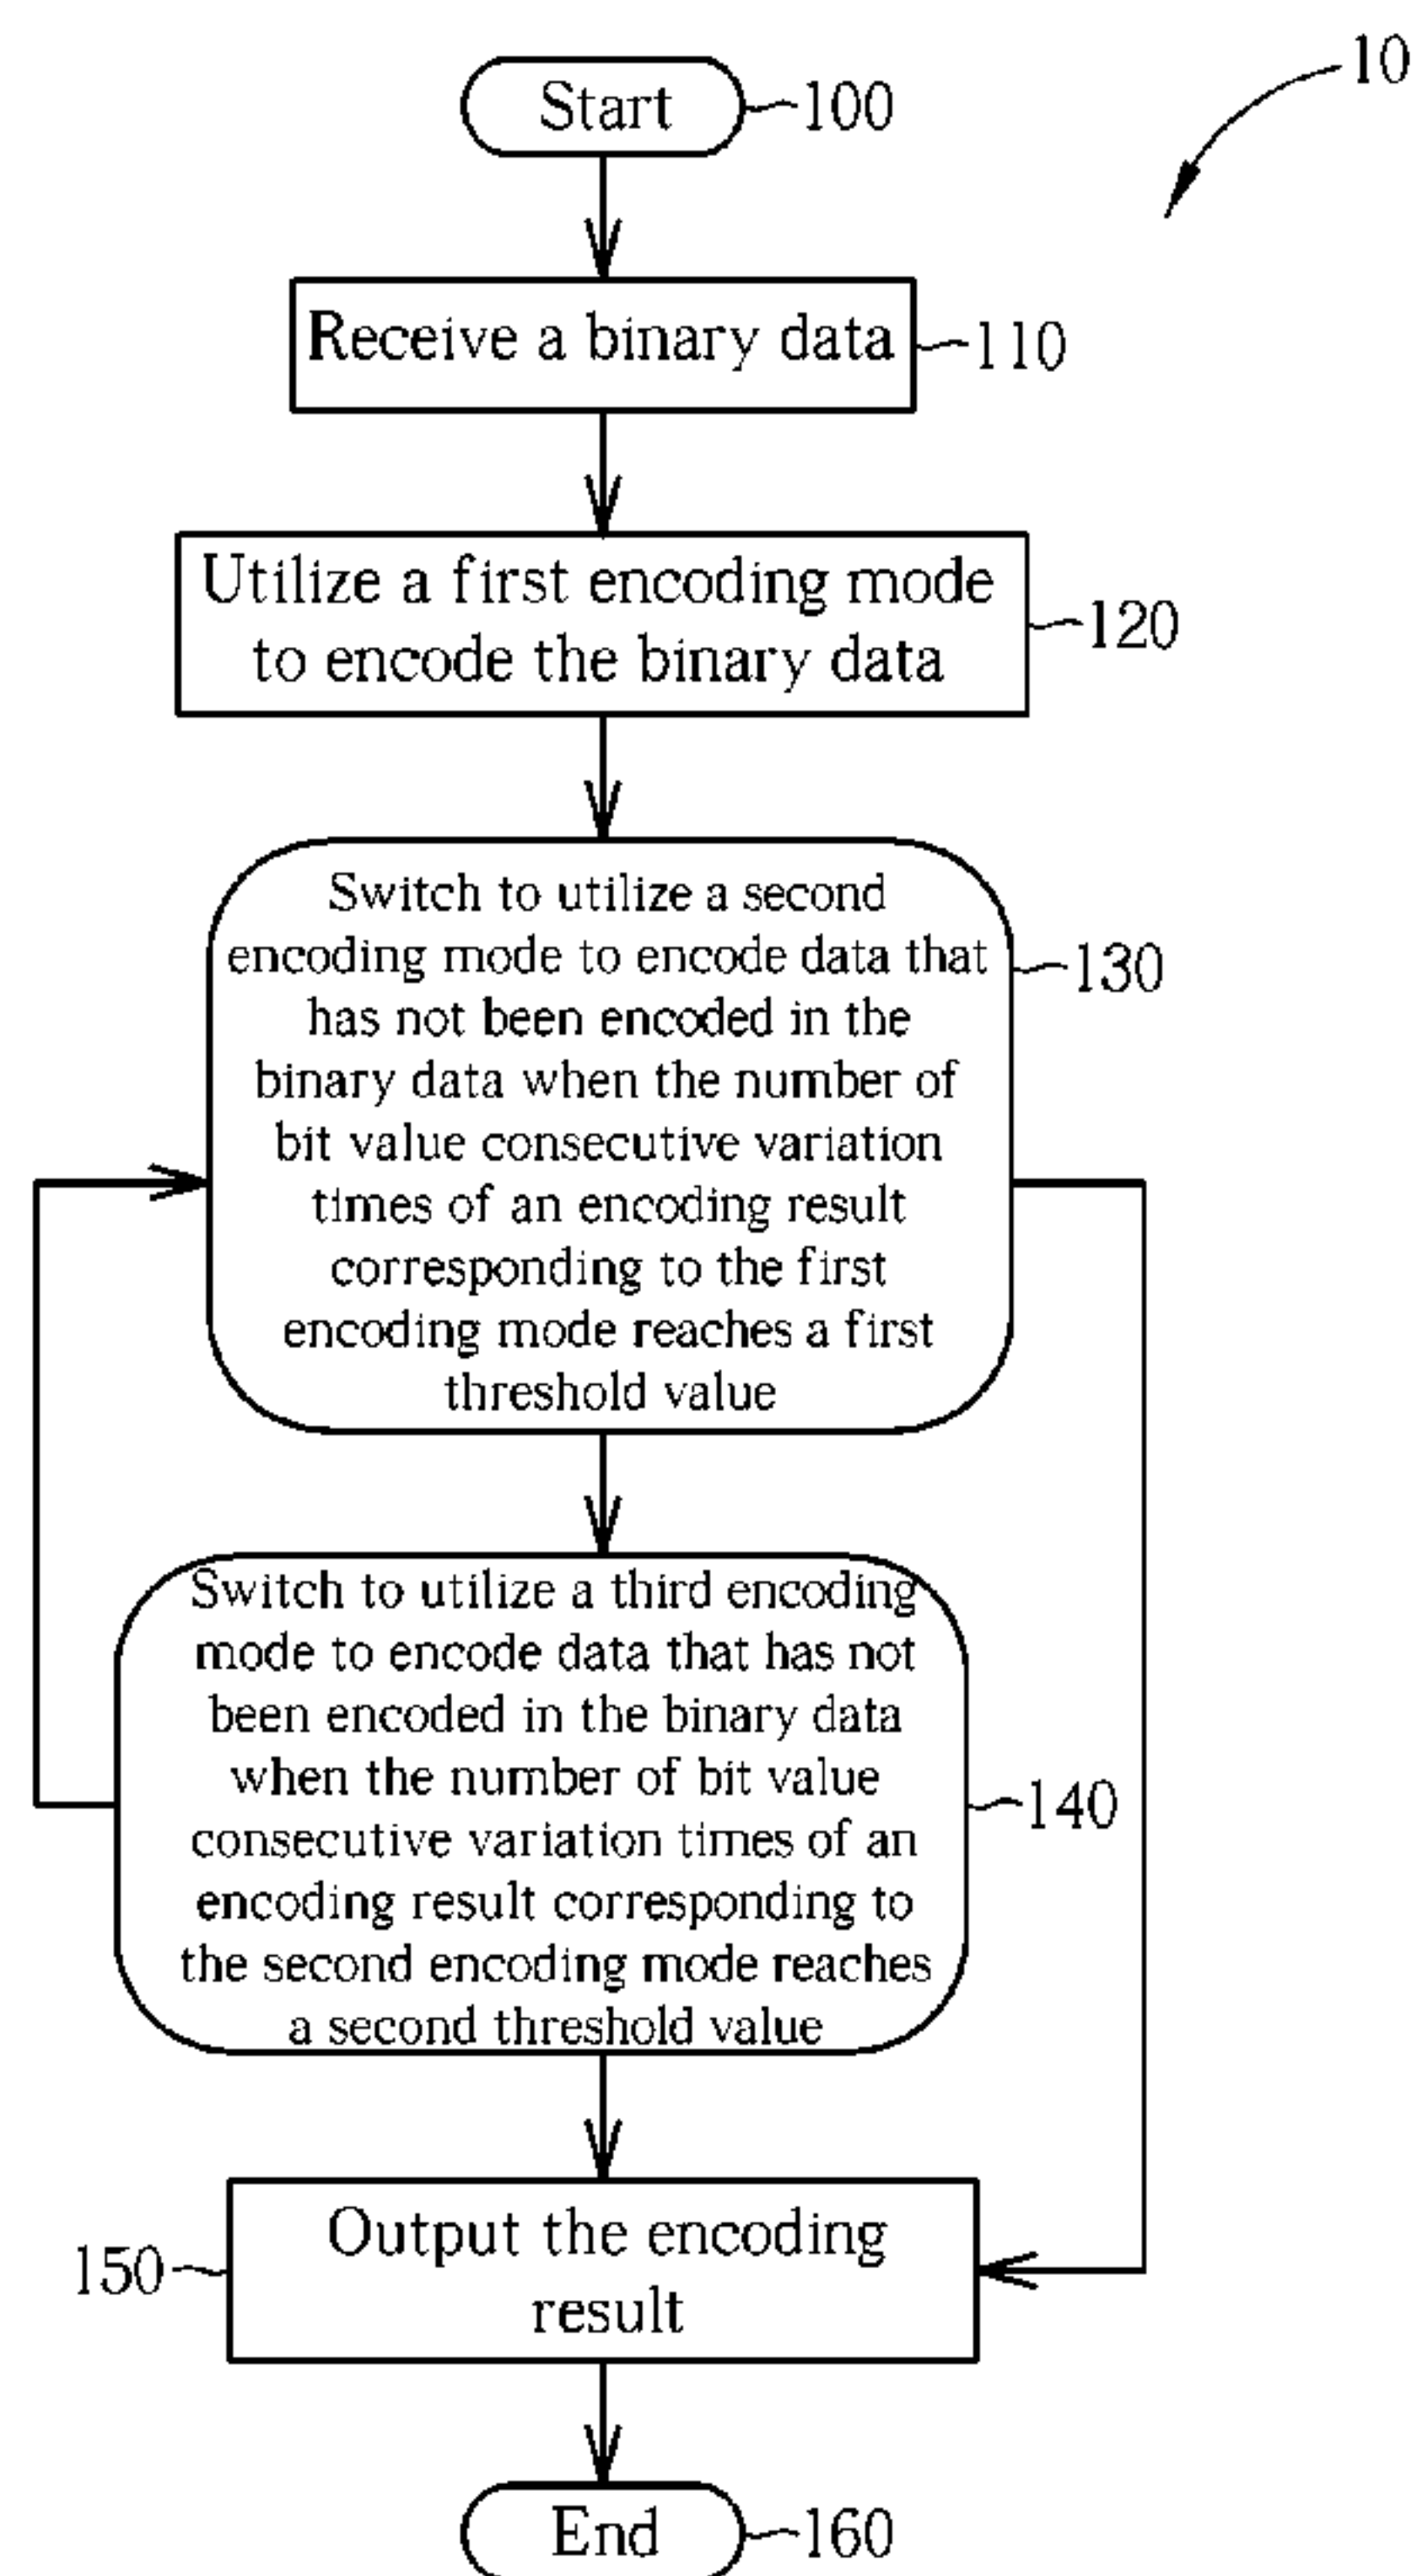 10
Start
100
Receive a binary data
110
Utilize a first encoding mode
to encode the binary data
120
Switch to utilize a second
encoding mode to encode data that
has not been encoded in the
binary data when the number of
bit value consecutive variation
times of an encoding result
corresponding to the first
encoding mode reaches a first
threshold value
130
Switch to utilize a third encoding
mode to encode data that has not
been encoded in the binary data
when the number of bit value
consecutive variation times of an
encoding result corresponding to
the second encoding mode reaches
a second threshold value
140
Output the encoding
result
150
End
160